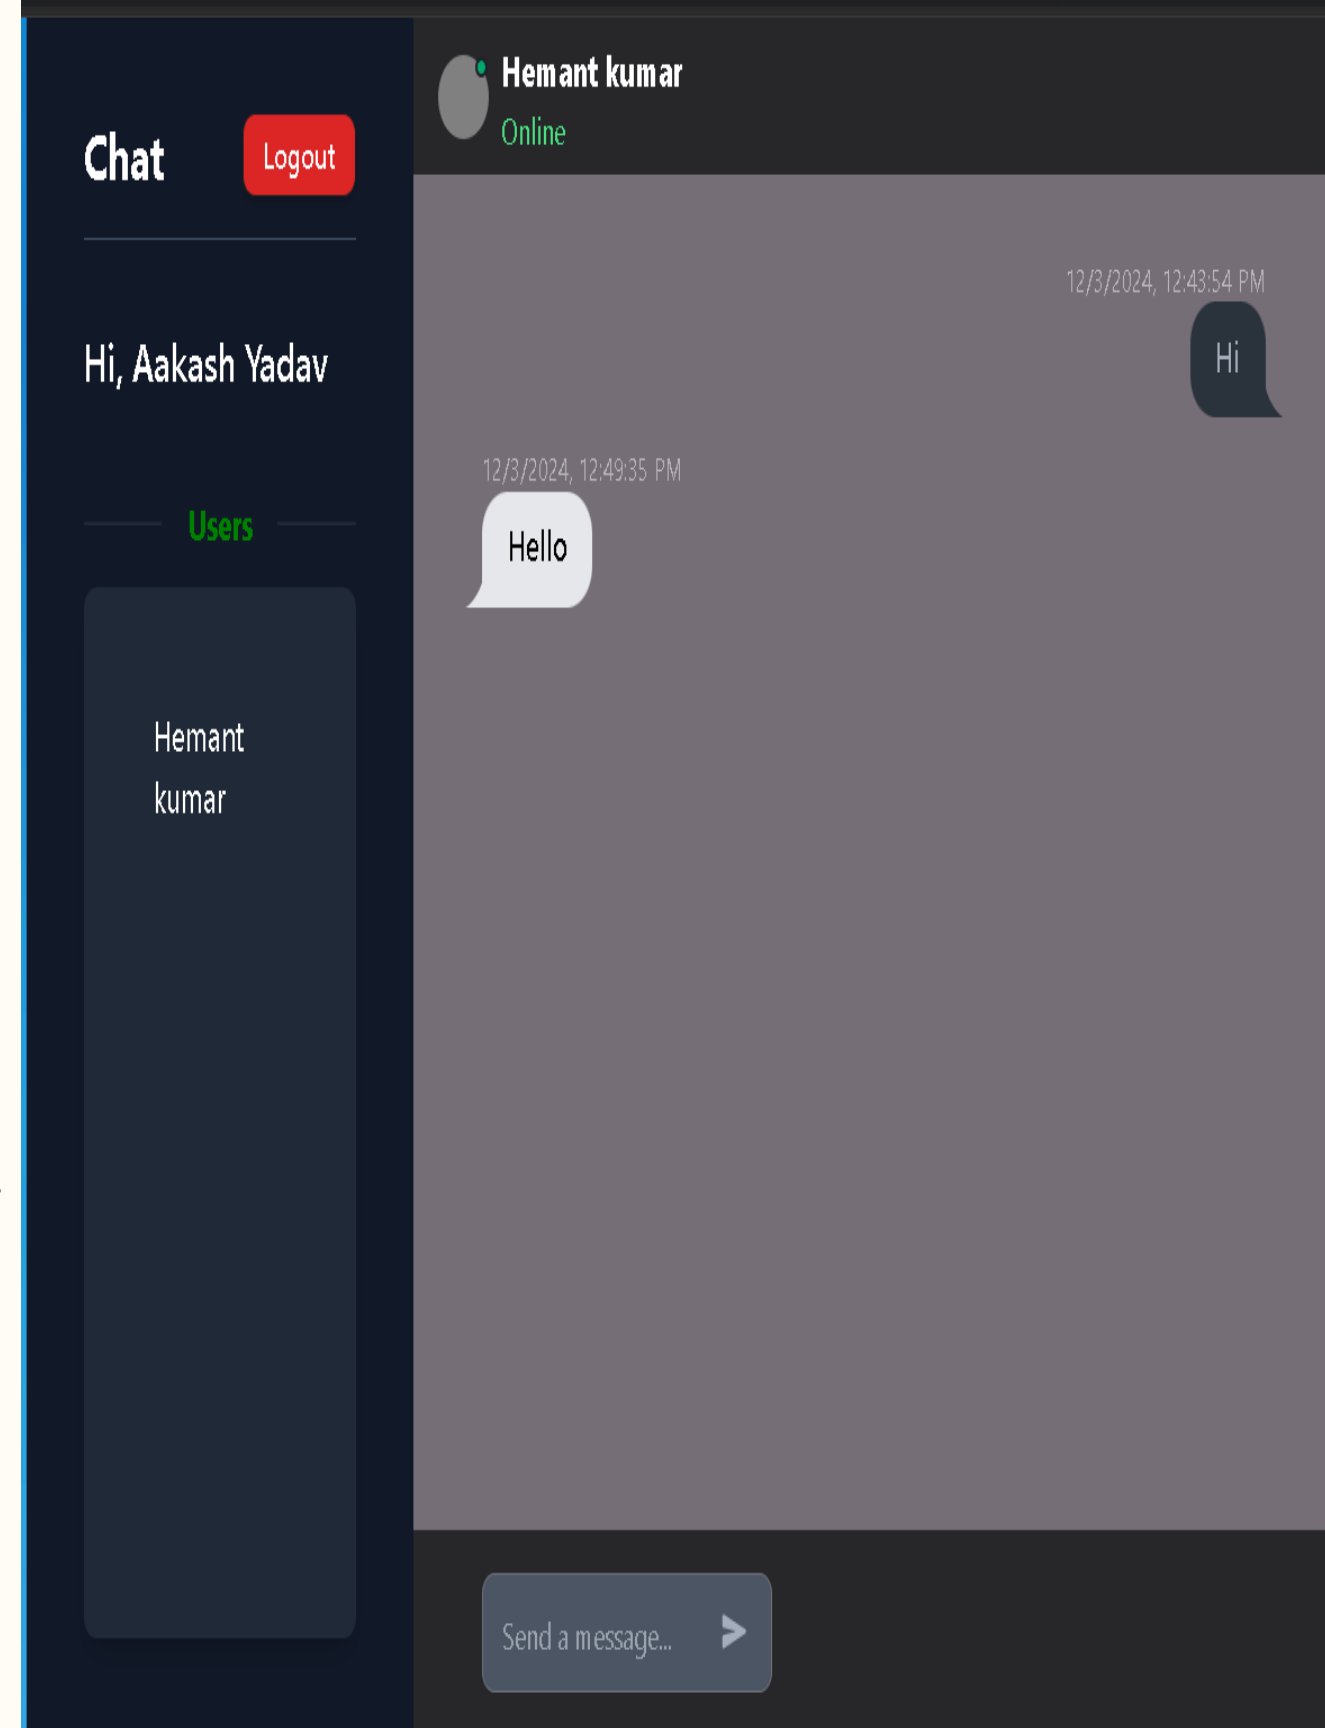 Chat
Logout
Hi, Aakash Yadav
Users
Hemant
kumar
Hemant kumar
Online
12/3/2024, 12:43:54 PM
Hi
12/3/2024, 12:49:35 PM
Hello
Send a message...